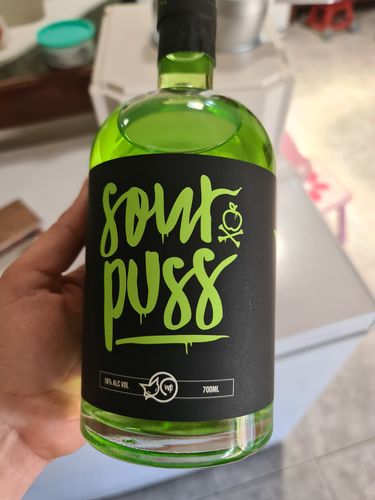 sour
puss
18% ALC VOL
700ML